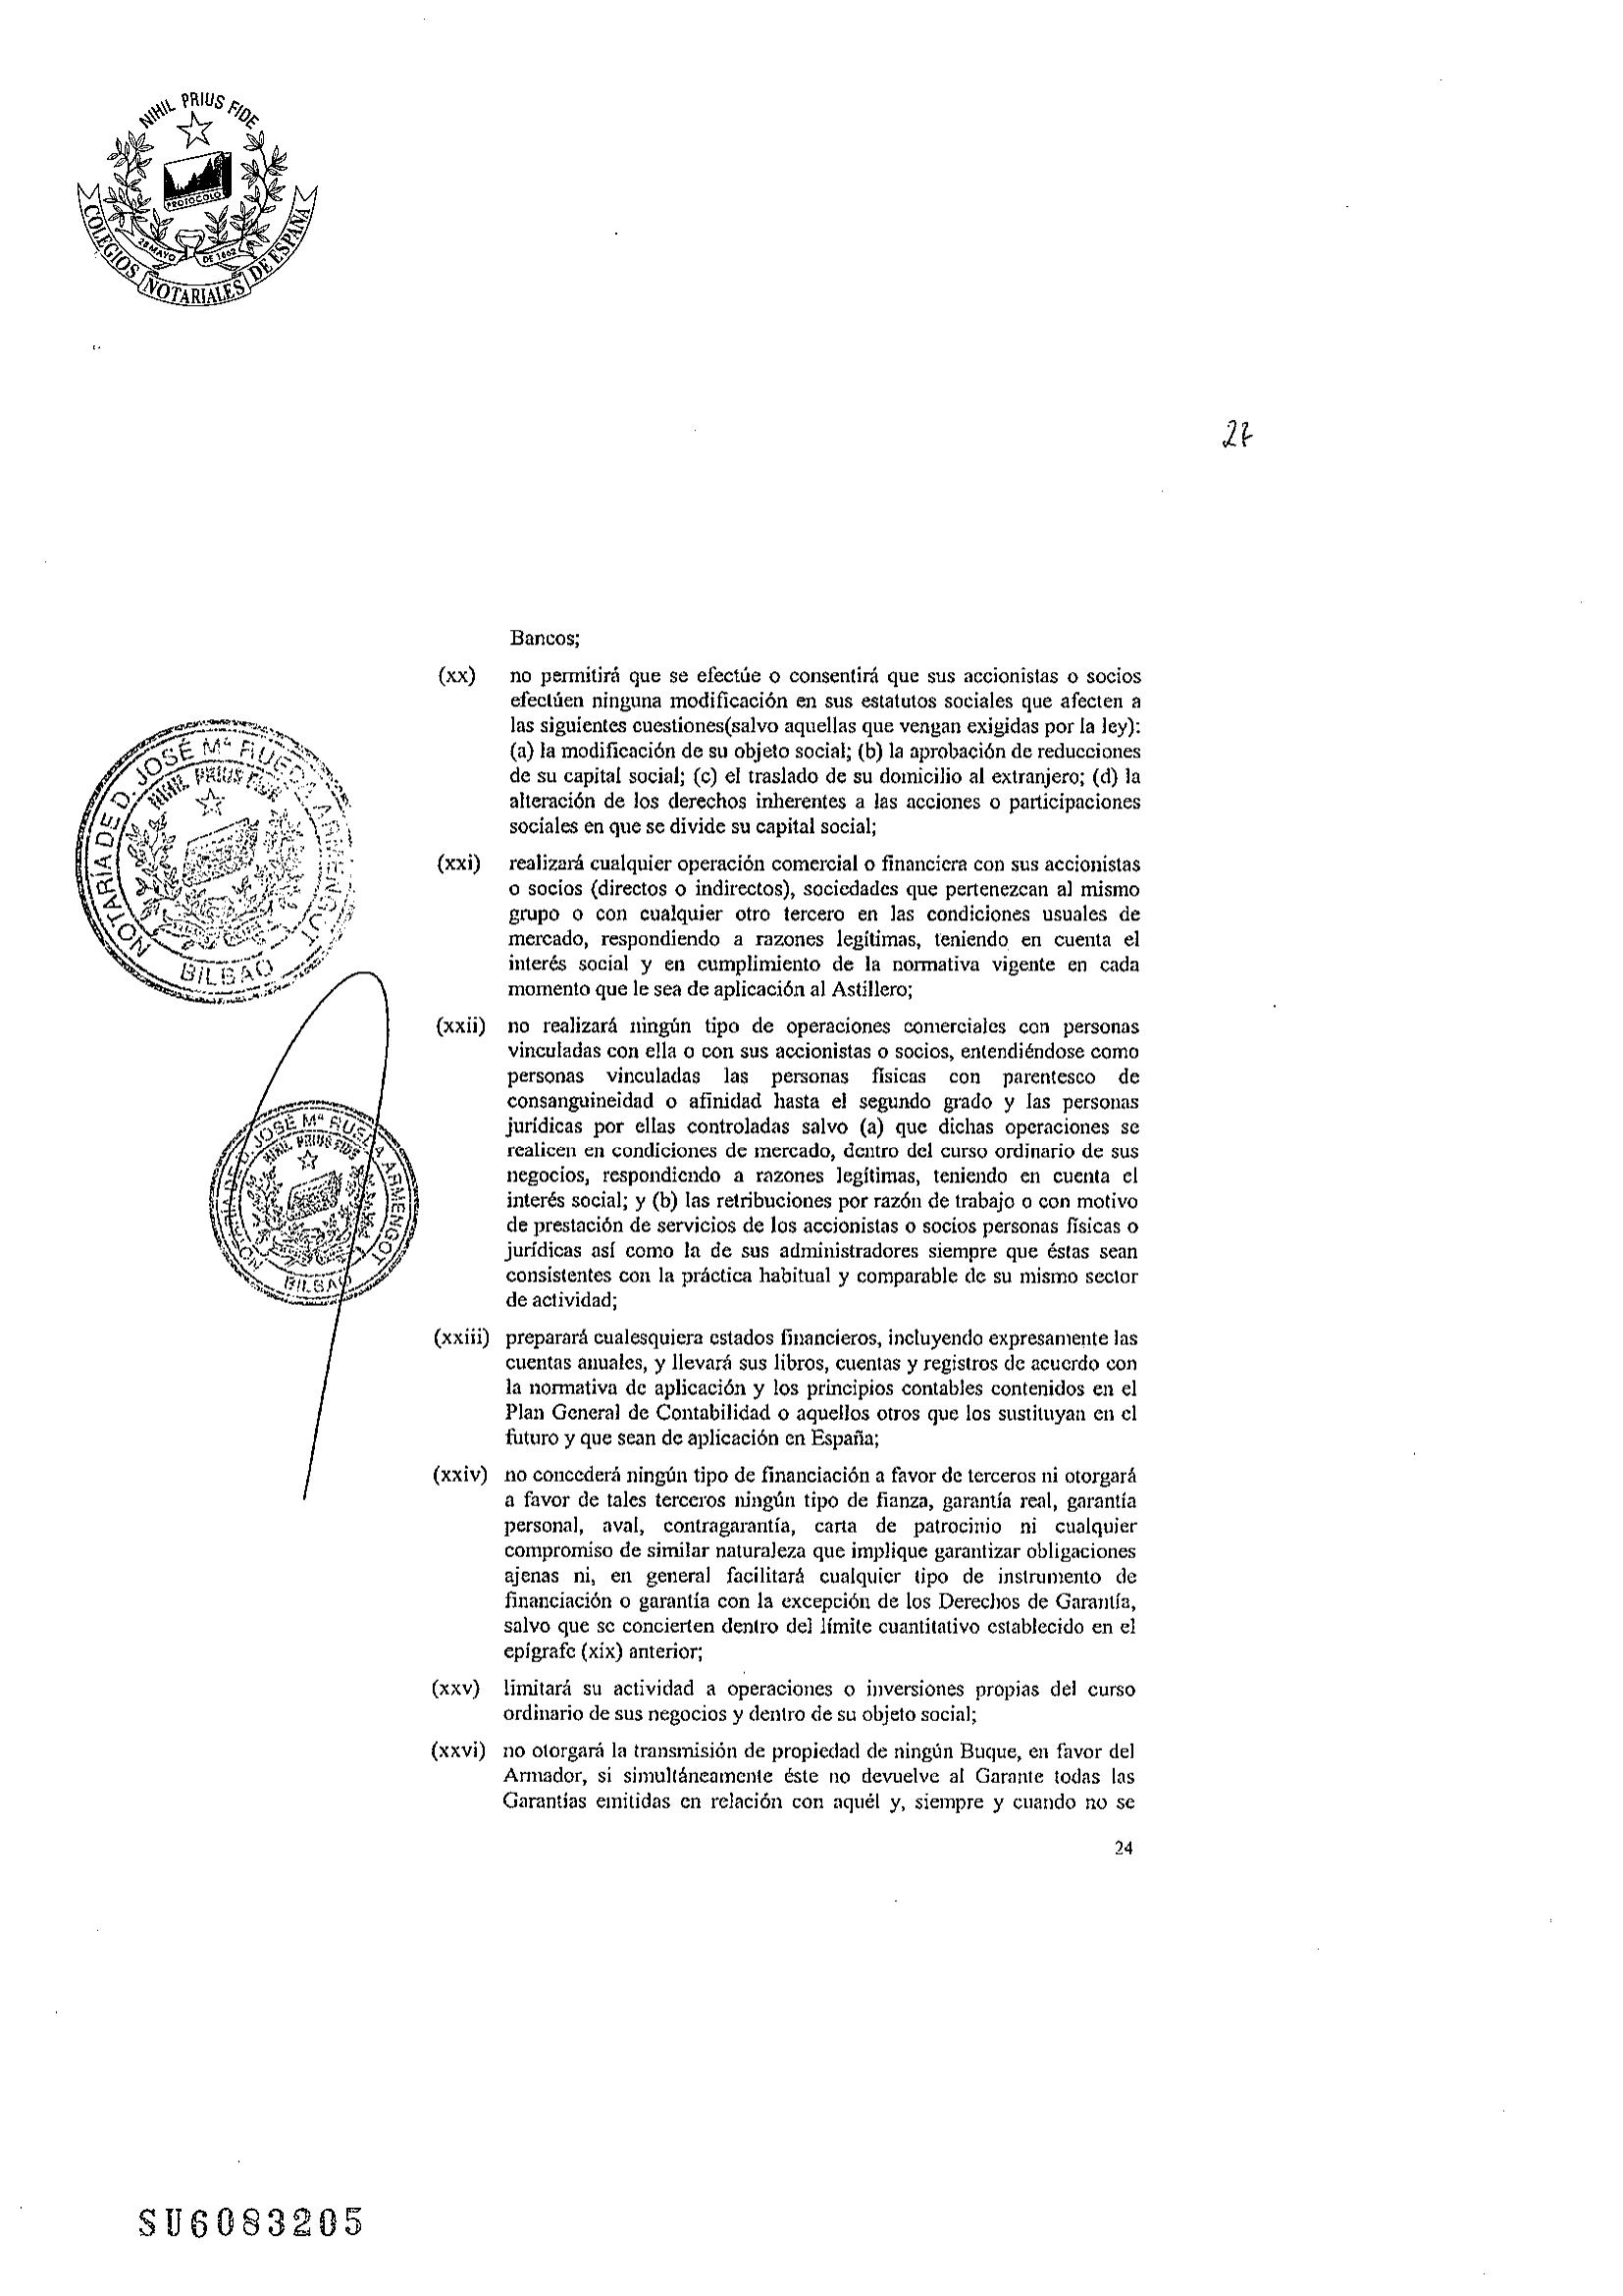 NIHIL PRIUS FIDE
PROTOCOLO
28 MAYO DE 1862
COLEGIOS NOTARIALES DE ESPAÑA
27
Bancos;
(xx) no permitirá que se efectúe o consentirá que sus accionistas o socios
efectúen ninguna modificación en sus estatutos sociales que afecten a
las siguientes cuestiones(salvo aquellas que vengan exigidas por la ley):
(a) la modificación de su objeto social; (b) la aprobación de reducciones
de su capital social; (c) el traslado de su domicilio al extranjero; (d) la
alteración de los derechos inherentes a las acciones o participaciones
sociales en que se divide su capital social;
NOTARÍA DE D. JOSÉ Mª RUEDA ARMENGOT
NIHIL PRIUS FIDE
BILBAO
(xxi) realizará cualquier operación comercial o financiera con sus accionistas
o socios (directos o indirectos), sociedades que pertenezcan al mismo
grupo o con cualquier otro tercero en las condiciones usuales de
mercado, respondiendo a razones legítimas, teniendo en cuenta el
interés social y en cumplimiento de la normativa vigente en cada
momento que le sea de aplicación al Astillero;
(xxii) no realizará ningún tipo de operaciones comerciales con personas
vinculadas con ella o con sus accionistas o socios, entendiéndose como
personas vinculadas las personas físicas con parentesco de
consanguineidad o afinidad hasta el segundo grado y las personas
jurídicas por ellas controladas salvo (a) que dichas operaciones se
realicen en condiciones de mercado, dentro del curso ordinario de sus
negocios, respondiendo a razones legítimas, teniendo en cuenta el
interés social; y (b) las retribuciones por razón de trabajo o con motivo
de prestación de servicios de los accionistas o socios personas físicas o
jurídicas así como la de sus administradores siempre que éstas sean
consistentes con la práctica habitual y comparable de su mismo sector
de actividad;
NOTARÍA DE D. JOSÉ Mª RUEDA ARMENGOT
NIHIL PRIUS FIDE
BILBAO
(xxiii) preparará cualesquiera estados financieros, incluyendo expresamente las
cuentas anuales, y llevará sus libros, cuentas y registros de acuerdo con
la normativa de aplicación y los principios contables contenidos en el
Plan General de Contabilidad o aquellos otros que los sustituyan en el
futuro y que sean de aplicación en España;
(xxiv) no concederá ningún tipo de financiación a favor de terceros ni otorgará
a favor de tales terceros ningún tipo de fianza, garantía real, garantía
personal, aval, contragarantía, carta de patrocinio ni cualquier
compromiso de similar naturaleza que implique garantizar obligaciones
ajenas ni, en general facilitará cualquier tipo de instrumento de
financiación o garantía con la excepción de los Derechos de Garantía,
salvo que se concierten dentro del límite cuantitativo establecido en el
epígrafe (xix) anterior;
(xxv) limitará su actividad a operaciones o inversiones propias del curso
ordinario de sus negocios y dentro de su objeto social;
(xxvi) no otorgará la transmisión de propiedad de ningún Buque, en favor del
Armador, si simultáneamente éste no devuelve al Garante todas las
Garantías emitidas en relación con aquél y, siempre y cuando no se
24
SU6083205